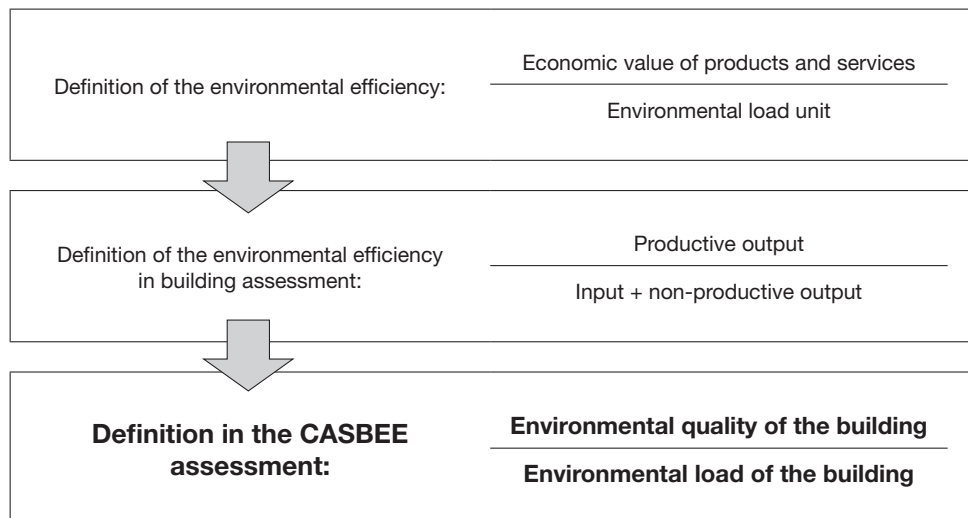 Definition of the environmental efficiency:
Economic value of products and services
Environmental load unit
Definition of the environmental efficiency
in building assessment:
Productive output
Input + non-productive output
Definition in the CASBEE
assessment:
Environmental quality of the building
Environmental load of the building